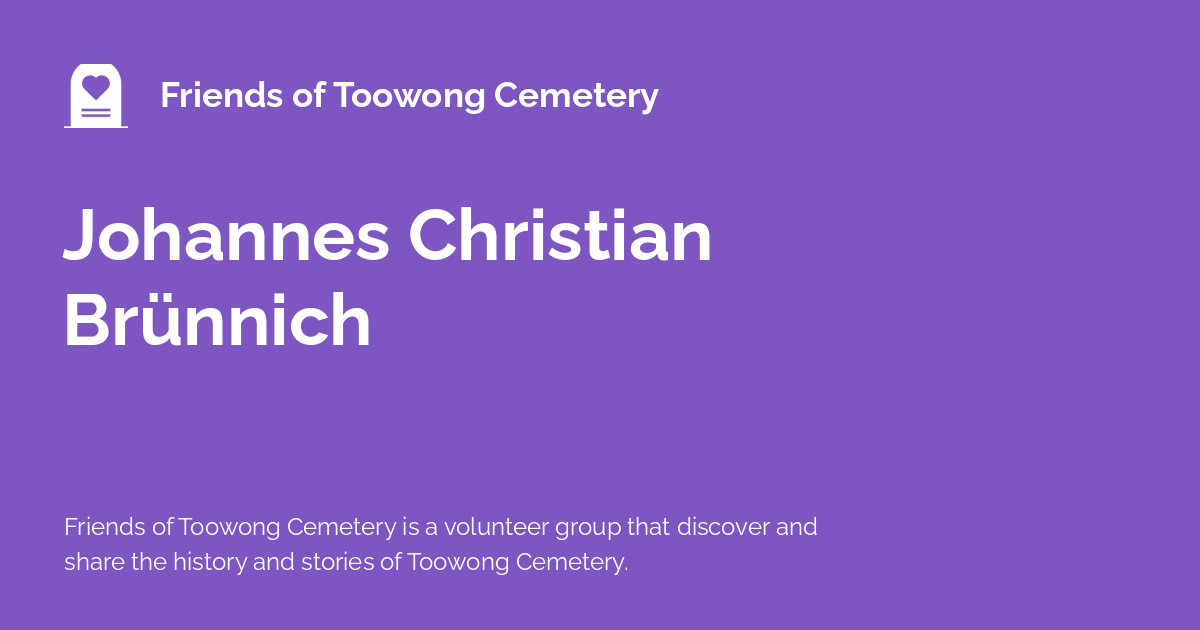 Friends of Toowong Cemetery
Johannes Christian
Brünnich
Friends of Toowong Cemetery is a volunteer group that discover and
share the history and stories of Toowong Cemetery.